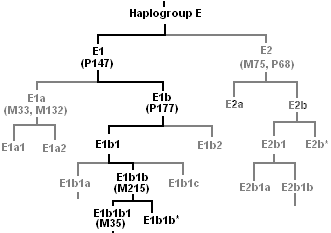 Haplogroup E
E1 E2
(P147) (M75, P68)
E1a E1b E2a E2b
(M33, M132) (P177)
E1a1 E1a2 E1b1 E1b2 E2b1 E2b*
E1b1a E1b1b E1b1c E2b1a E2b1b
(M215)
E1b1b1 E1b1b*
(M35)